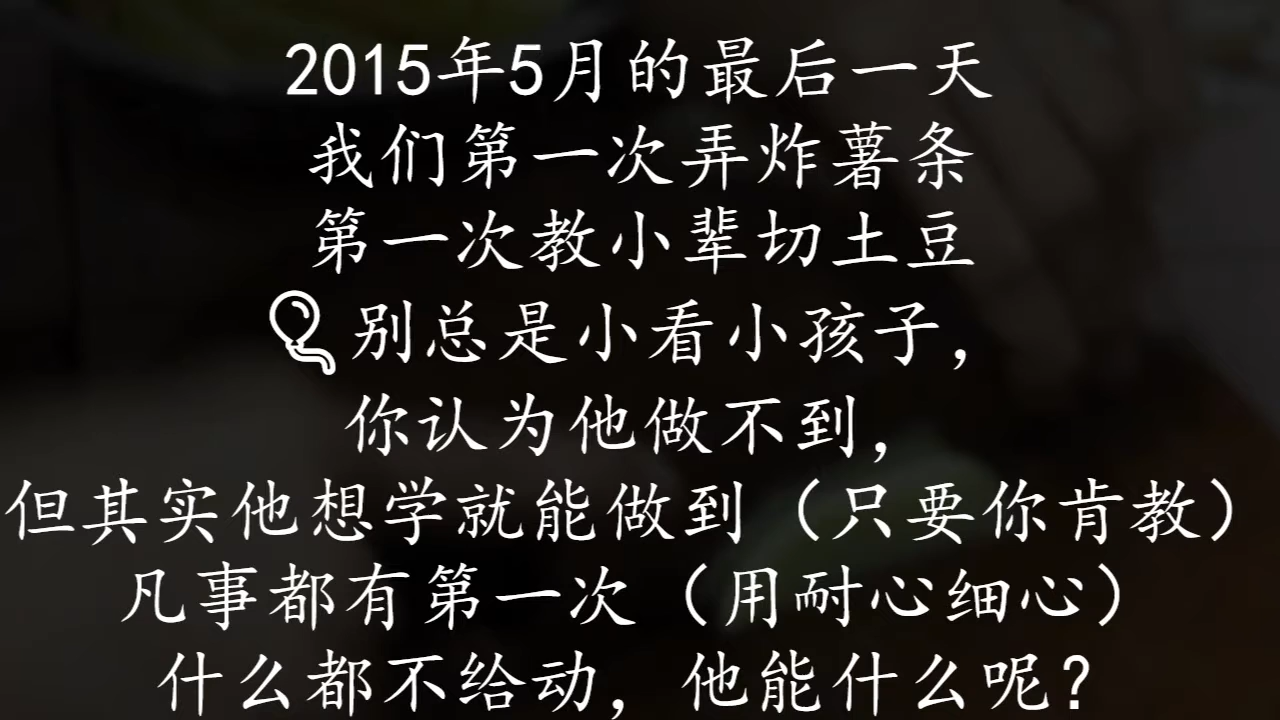 2015年5月的最后一天
我们第一次弄炸薯条
第一次教小辈切土豆
🎈别总是小看小孩子，
你认为他做不到，
但其实他想学就能做到（只要你肯教）
凡事都有第一次（用耐心细心）
什么都不给动，他能什么呢？